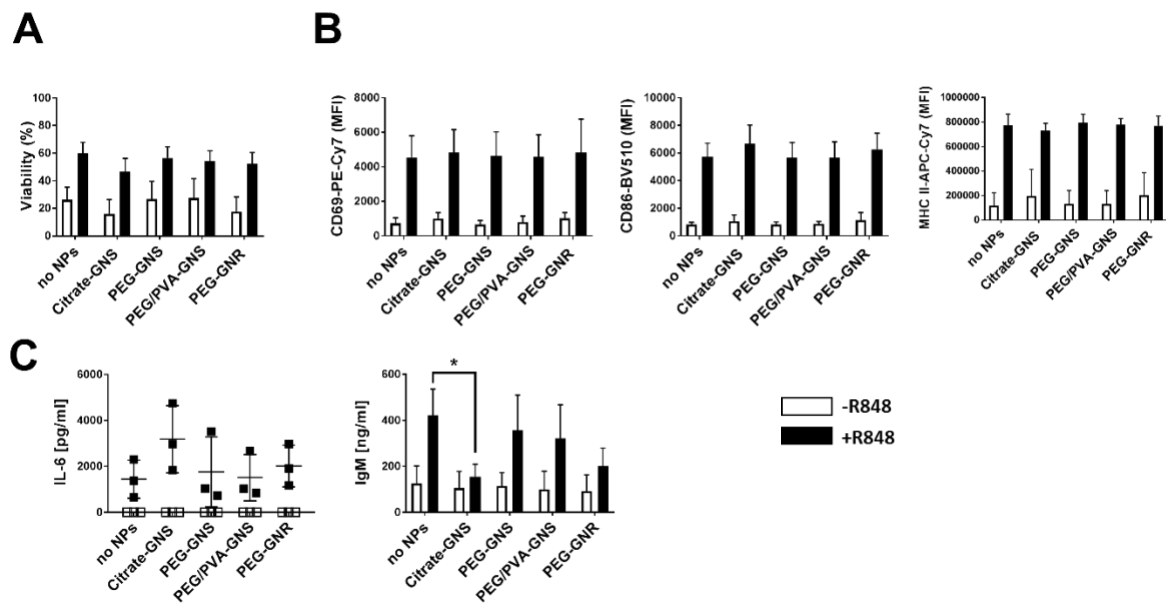 A
B
Viability (%)
100
80
60
40
20
0
no NPs
Citrate-GNS
PEG-GNS
PEG/PVA-GNS
PEG-GNR
CD69-PE-Cy7 (MFI)
8000
6000
4000
2000
0
no NPs
Citrate-GNS
PEG-GNS
PEG/PVA-GNS
PEG-GNR
CD86-BV510 (MFI)
10000
8000
6000
4000
2000
0
no NPs
Citrate-GNS
PEG-GNS
PEG/PVA-GNS
PEG-GNR
MHC II-APC-Cy7 (MFI)
1000000
800000
600000
400000
200000
0
no NPs
Citrate-GNS
PEG-GNS
PEG/PVA-GNS
PEG-GNR
C
IL-6 [pg/ml]
6000
4000
2000
0
no NPs
Citrate-GNS
PEG-GNS
PEG/PVA-GNS
PEG-GNR
IgM [ng/ml]
600
400
200
0
*
no NPs
Citrate-GNS
PEG-GNS
PEG/PVA-GNS
PEG-GNR
-R848
+R848